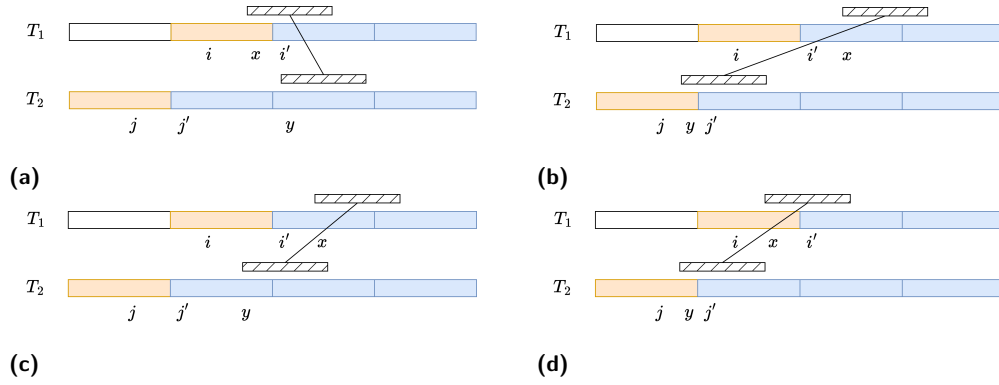 T₁
i x i′
T₂
j j′ y
(a)
T₁
i i′ x
T₂
j y j′
(b)
T₁
i i′ x
T₂
j j′ y
(c)
T₁
i x i′
T₂
j y j′
(d)